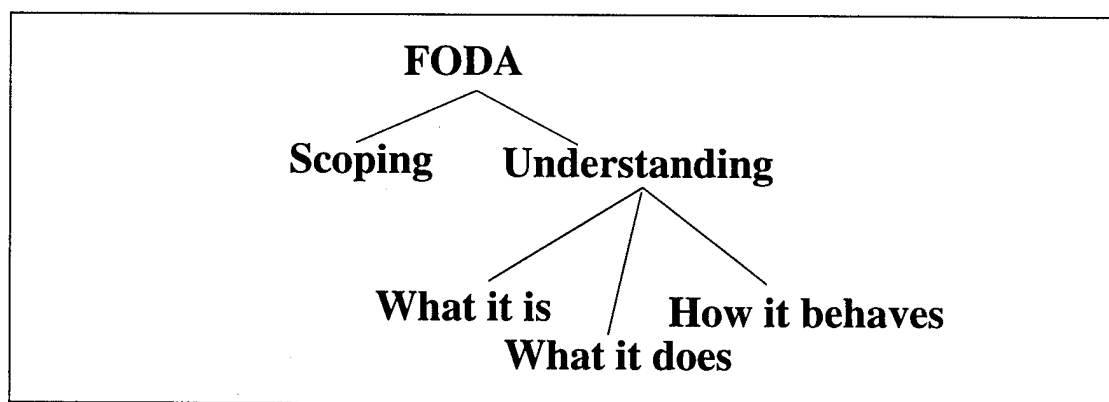 FODA
Scoping
Understanding
What it is
How it behaves
What it does